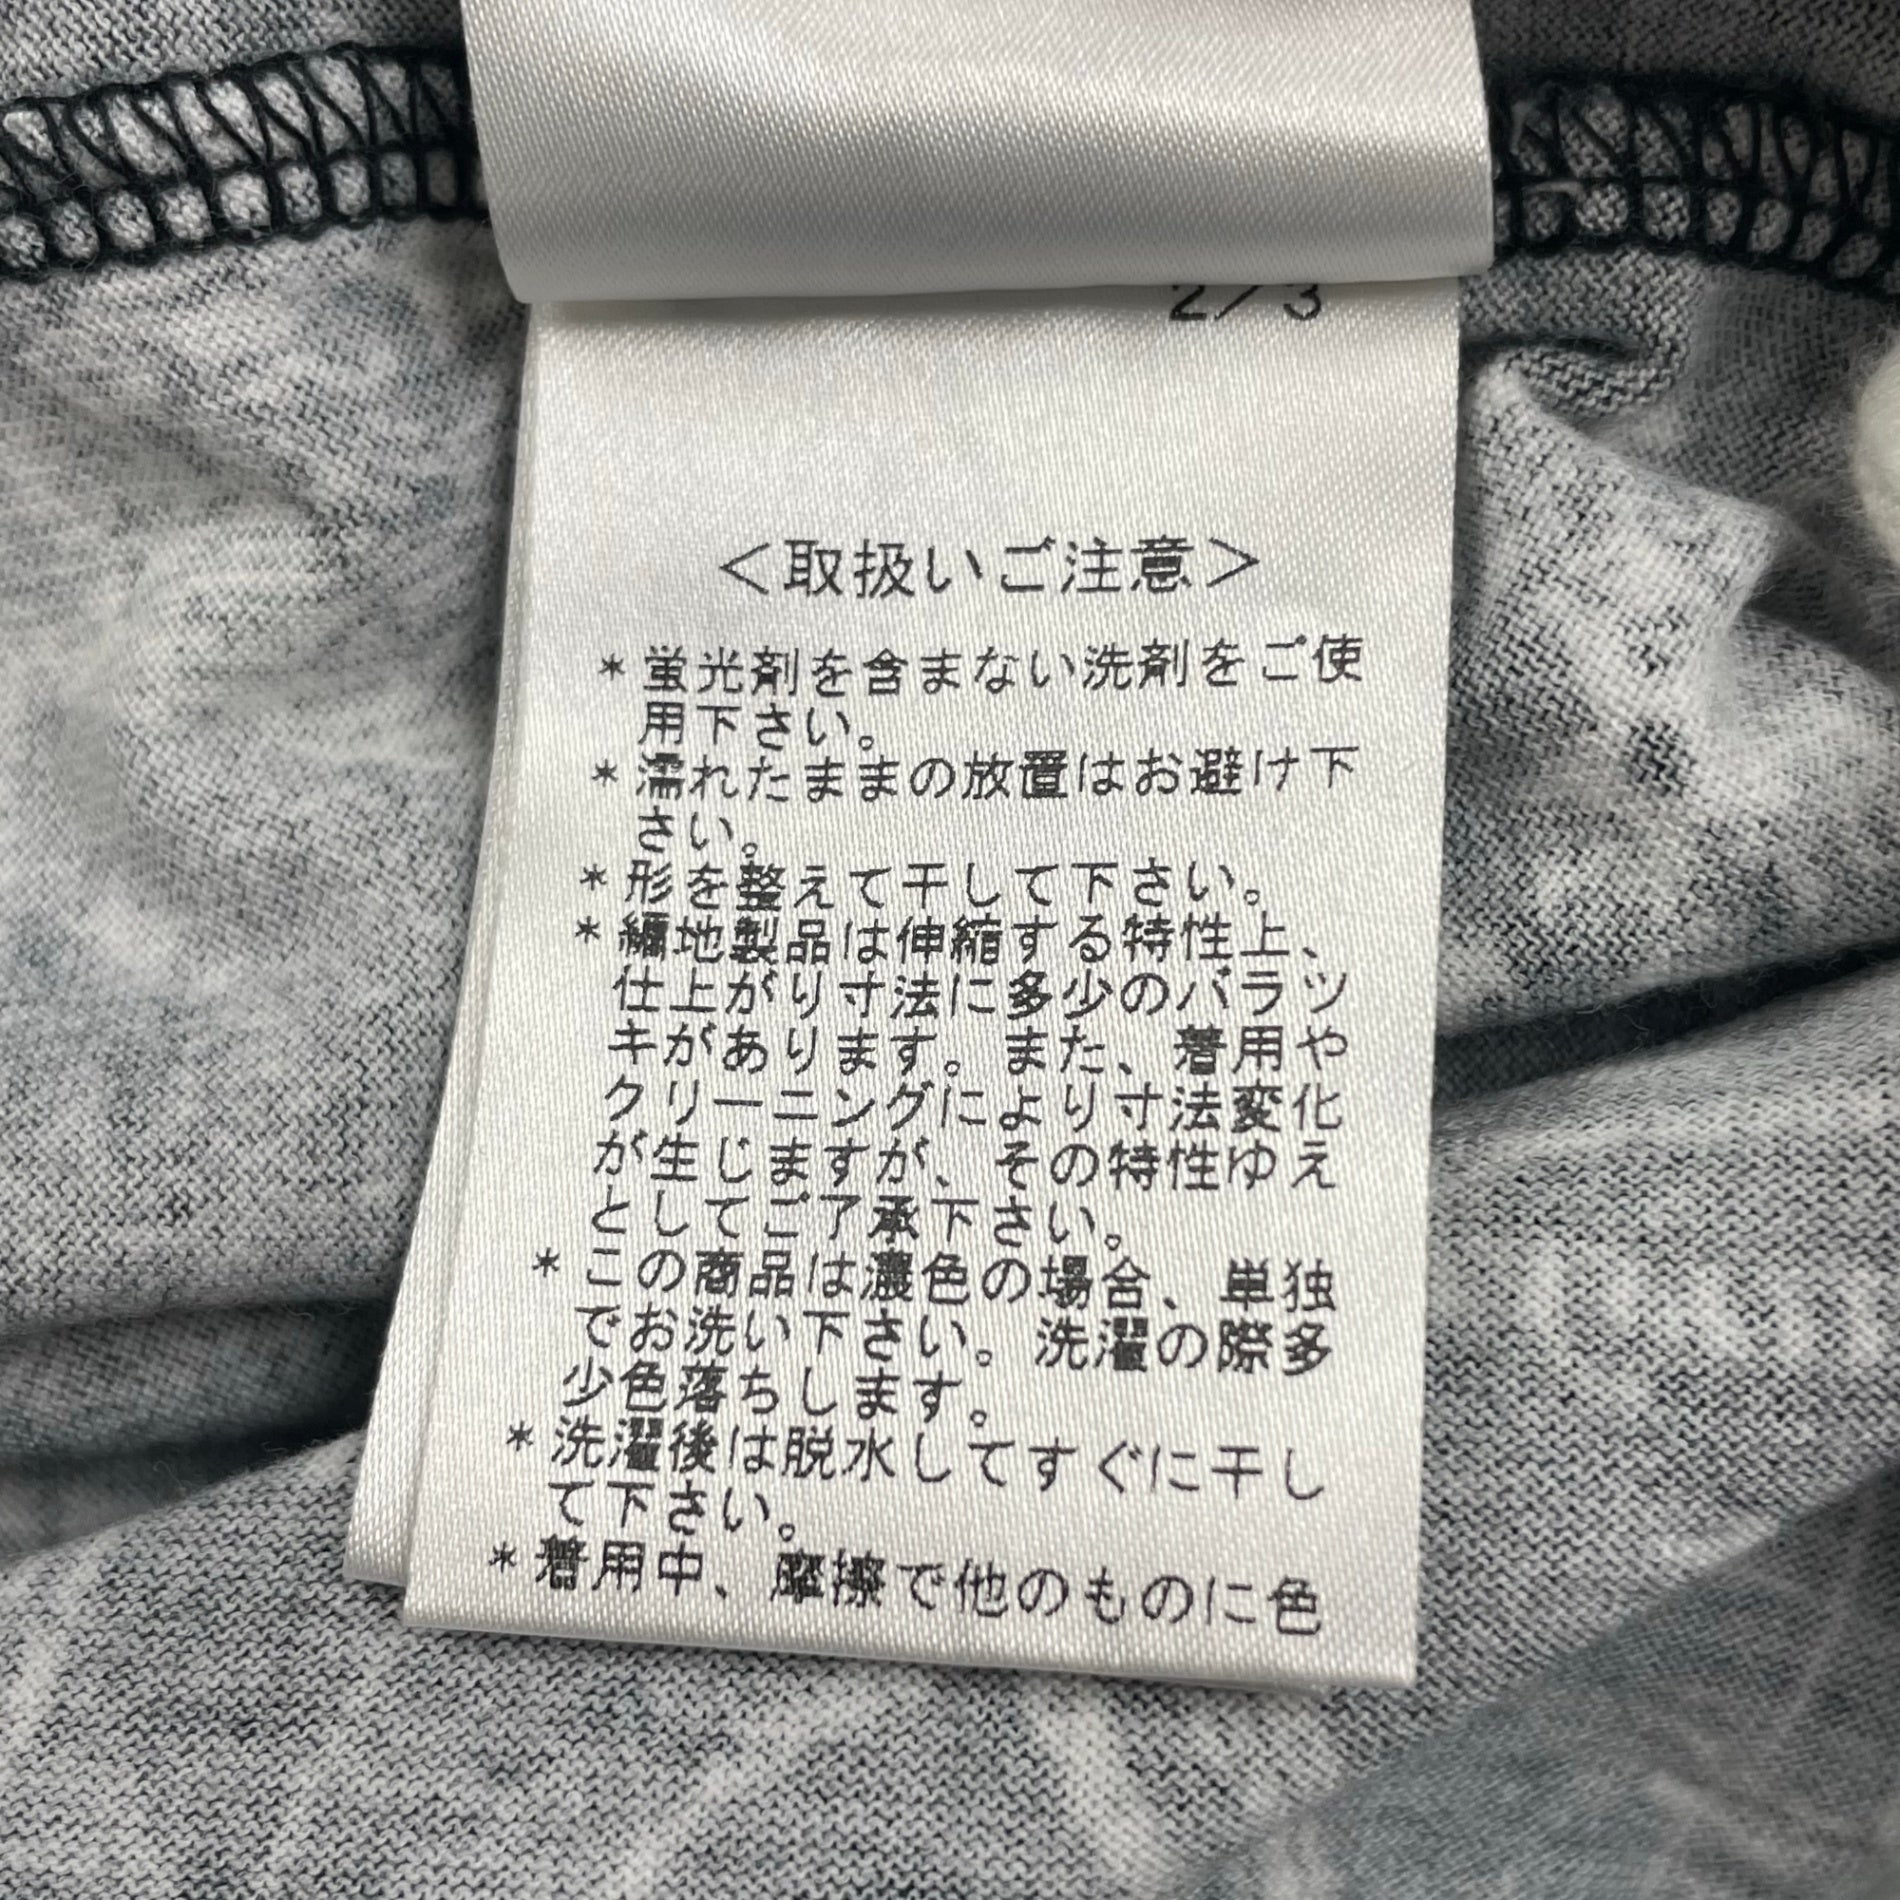 2/3
<取扱いご注意>
*蛍光剤を含まない洗剤をご使
用下さい。
*濡れたままの放置はお避け下
さい。
*形を整えて干して下さい。
*編地製品は伸縮する特性上、
仕上がり寸法に多少のバラツ
キがあります。また、着用や
クリーニングにより寸法変化
が生じますが、その特性ゆえ
としてご了承下さい。
*この商品は濃色の場合、単独
でお洗い下さい。洗濯の際多
少色落ちします。
*洗濯後は脱水してすぐに干し
て下さい。
*着用中、摩擦で他のものに色